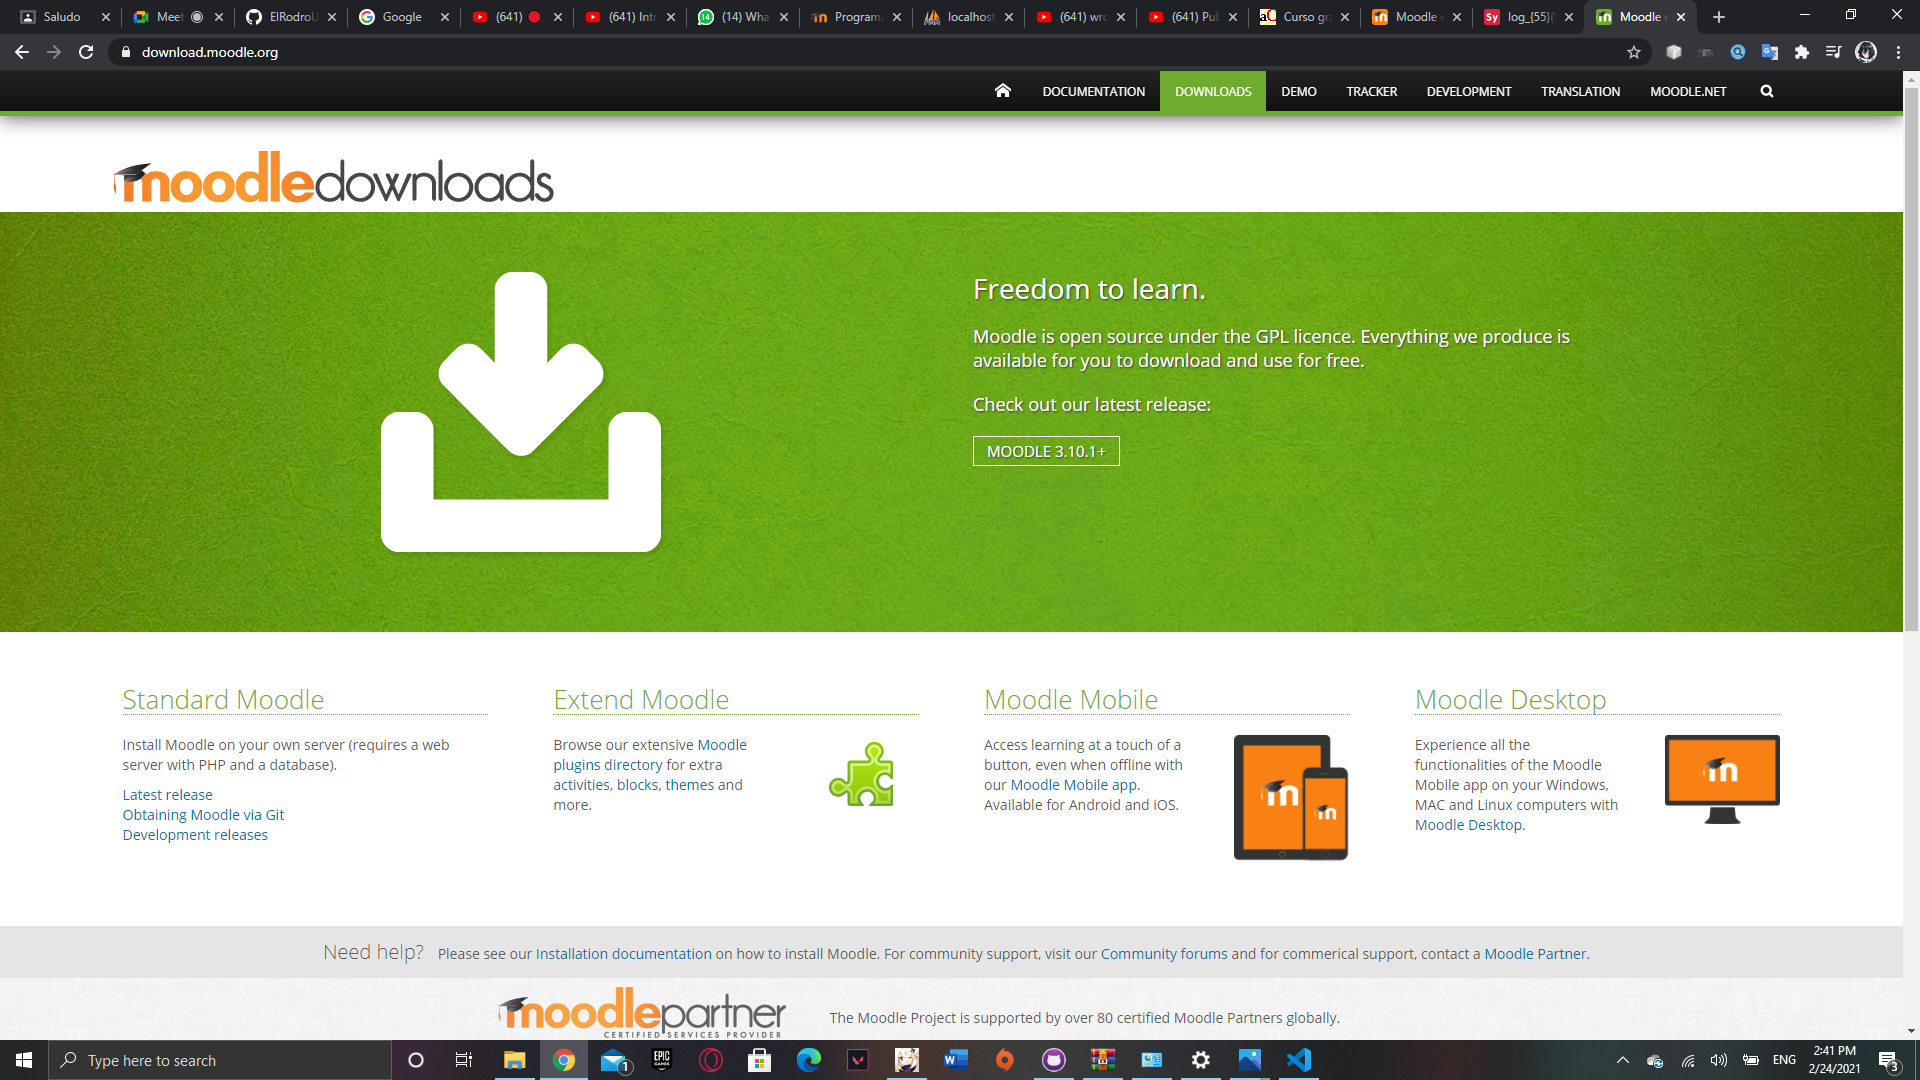 Saludo
Meet
ElRodroU
Google
(641)
(641) Intr
(14) Wha
Programa
localhost
(641) wro
(641) Pub
Curso gra
Moodle
log_{55}(
Moodle
download.moodle.org
DOCUMENTATION
DOWNLOADS
DEMO
TRACKER
DEVELOPMENT
TRANSLATION
MOODLE.NET
moodledownloads
Freedom to learn.
Moodle is open source under the GPL licence. Everything we produce is
available for you to download and use for free.
Check out our latest release:
MOODLE 3.10.1+
Standard Moodle
Install Moodle on your own server (requires a web
server with PHP and a database).
Latest release
Obtaining Moodle via Git
Development releases
Extend Moodle
Browse our extensive Moodle
plugins directory for extra
activities, blocks, themes and
more.
Moodle Mobile
Access learning at a touch of a
button, even when offline with
our Moodle Mobile app.
Available for Android and iOS.
Moodle Desktop
Experience all the
functionalities of the Moodle
Mobile app on your Windows,
MAC and Linux computers with
Moodle Desktop.
Need help? Please see our Installation documentation on how to install Moodle. For community support, visit our Community forums and for commerical support, contact a Moodle Partner.
moodlepartner
CERTIFIED SERVICES PROVIDER
The Moodle Project is supported by over 80 certified Moodle Partners globally.
Type here to search
1
EPIC
GAMES
ENG
2:41 PM
2/24/2021
3